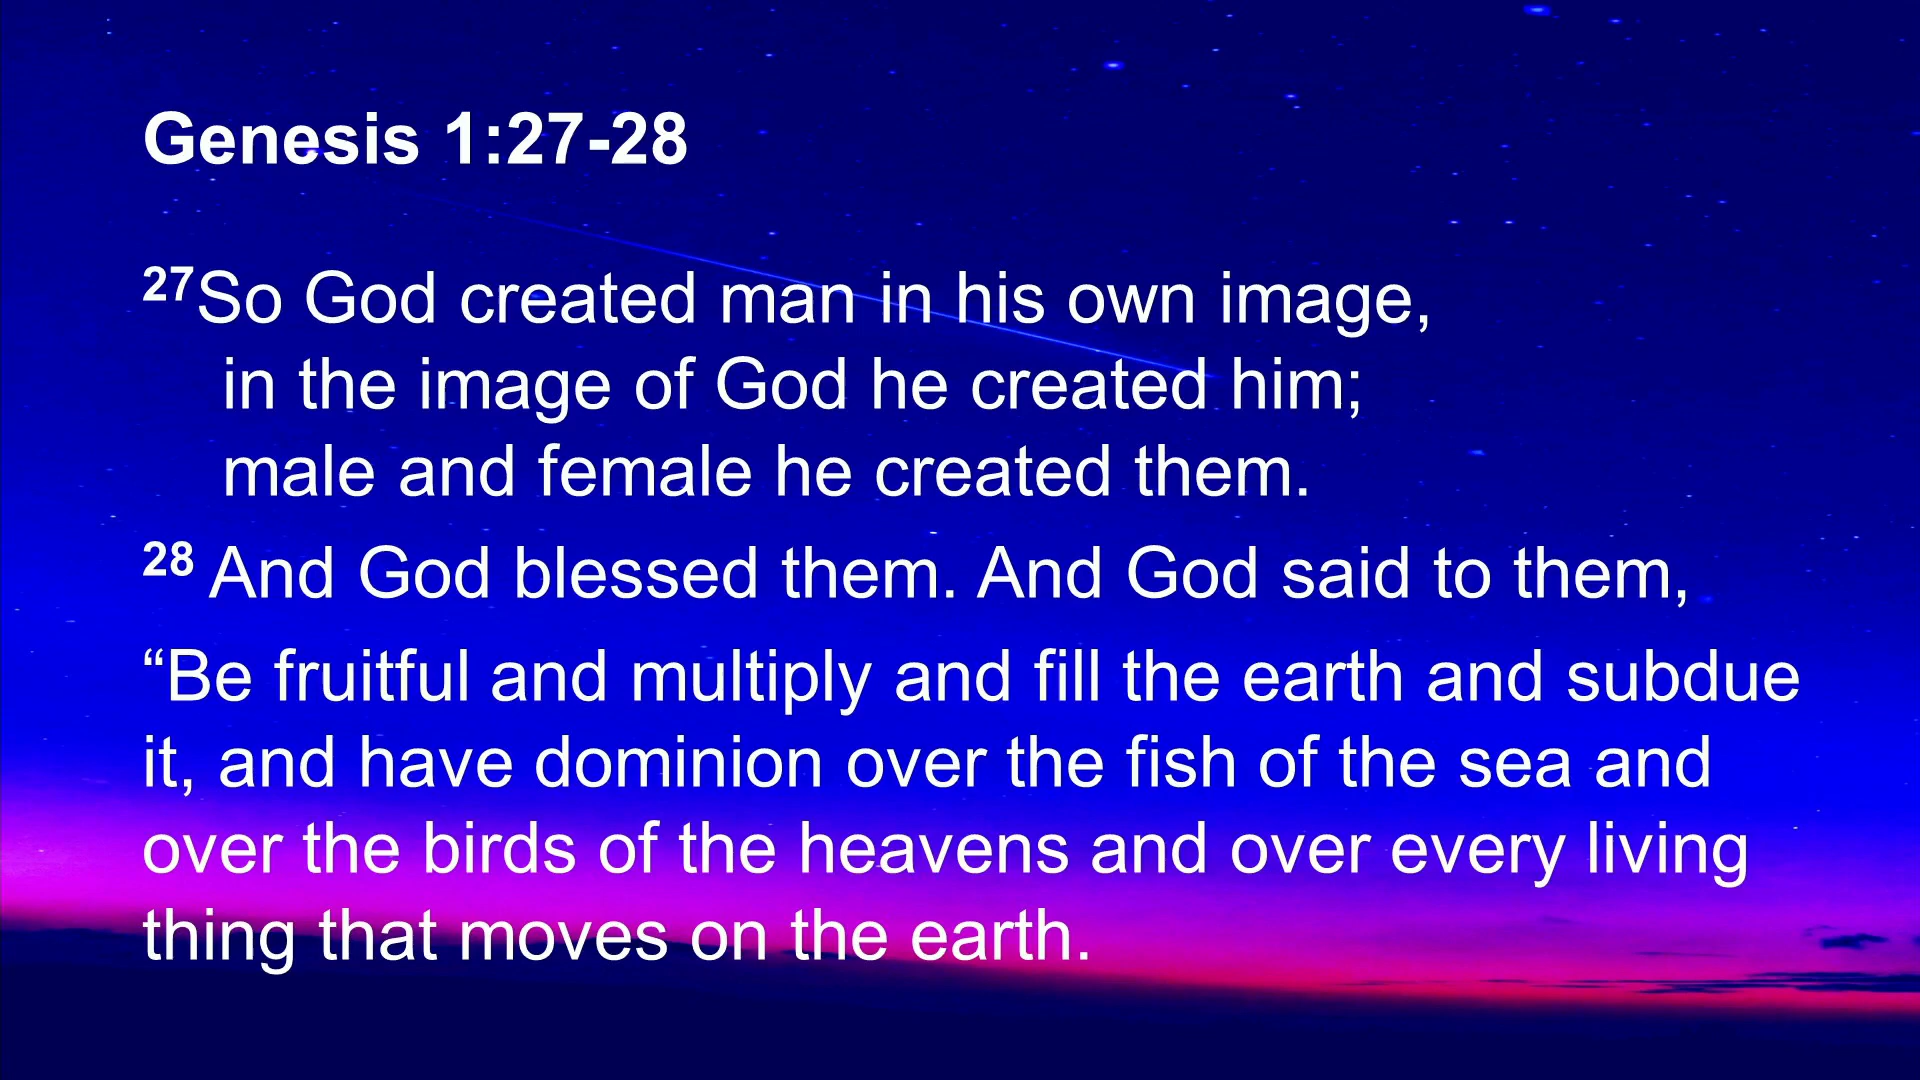 Genesis 1:27-28
27So God created man in his own image,
in the image of God he created him;
male and female he created them.
28 And God blessed them. And God said to them,
“Be fruitful and multiply and fill the earth and subdue
it, and have dominion over the fish of the sea and
over the birds of the heavens and over every living
thing that moves on the earth.